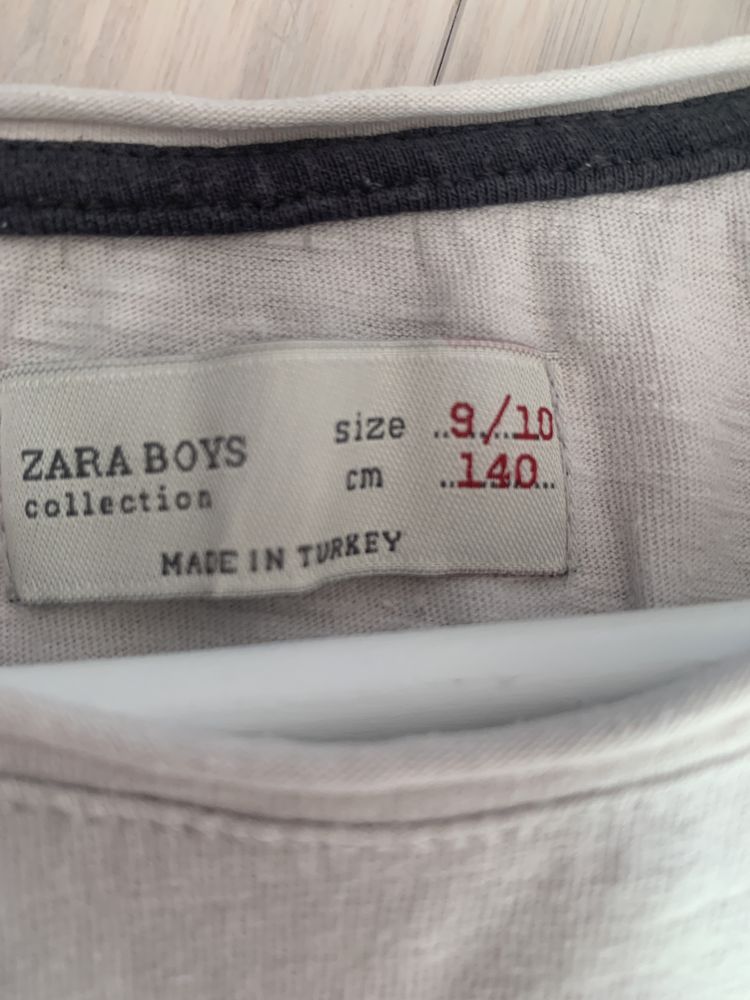 ZARA BOYS
collection
size ..9./..10
cm ..140..
MADE IN TURKEY